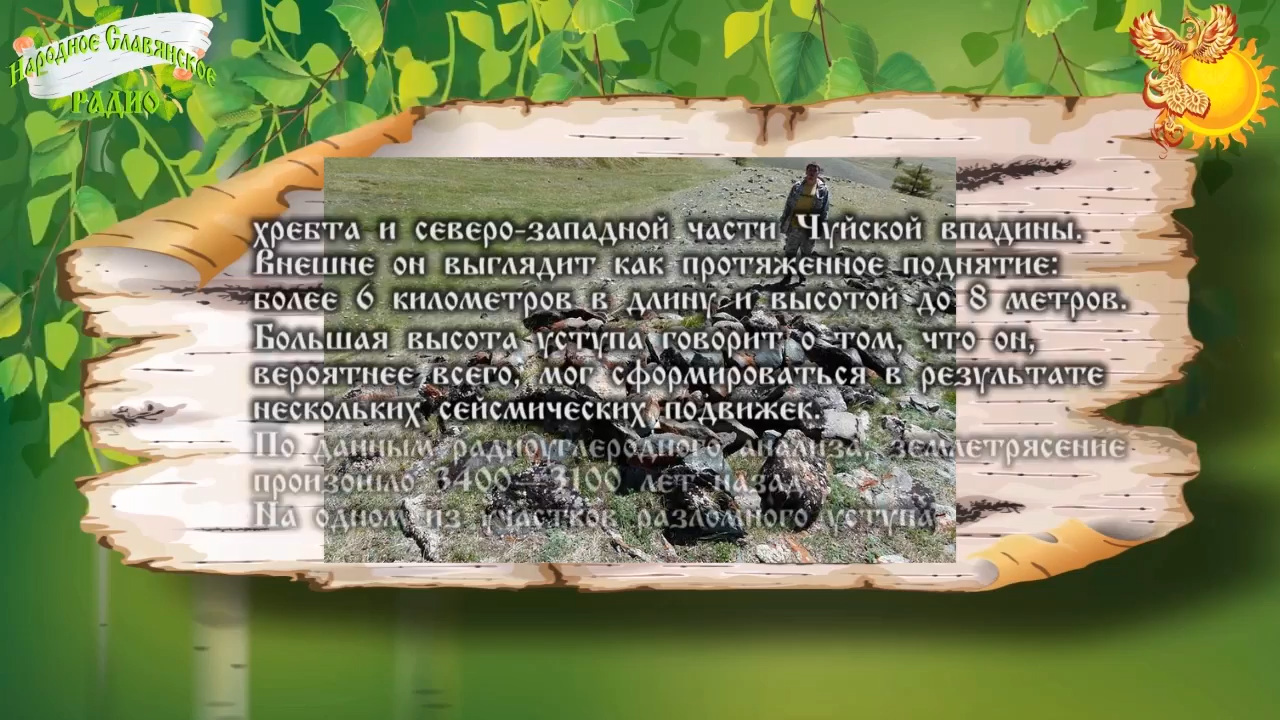 Народное Славянское
РАДИО
хребта и северо-западной части Чуйской впадины.
Внешне он выглядит как протяженное поднятие:
более 6 километров в длину и высотой до 8 метров.
Большая высота уступа говорит о том, что он,
вероятнее всего, мог сформироваться в результате
нескольких сейсмических подвижек.
По данным радиоуглеродного анализа, землетрясение
произошло 3400—3100 лет назад.
На одном из участков разломного уступа